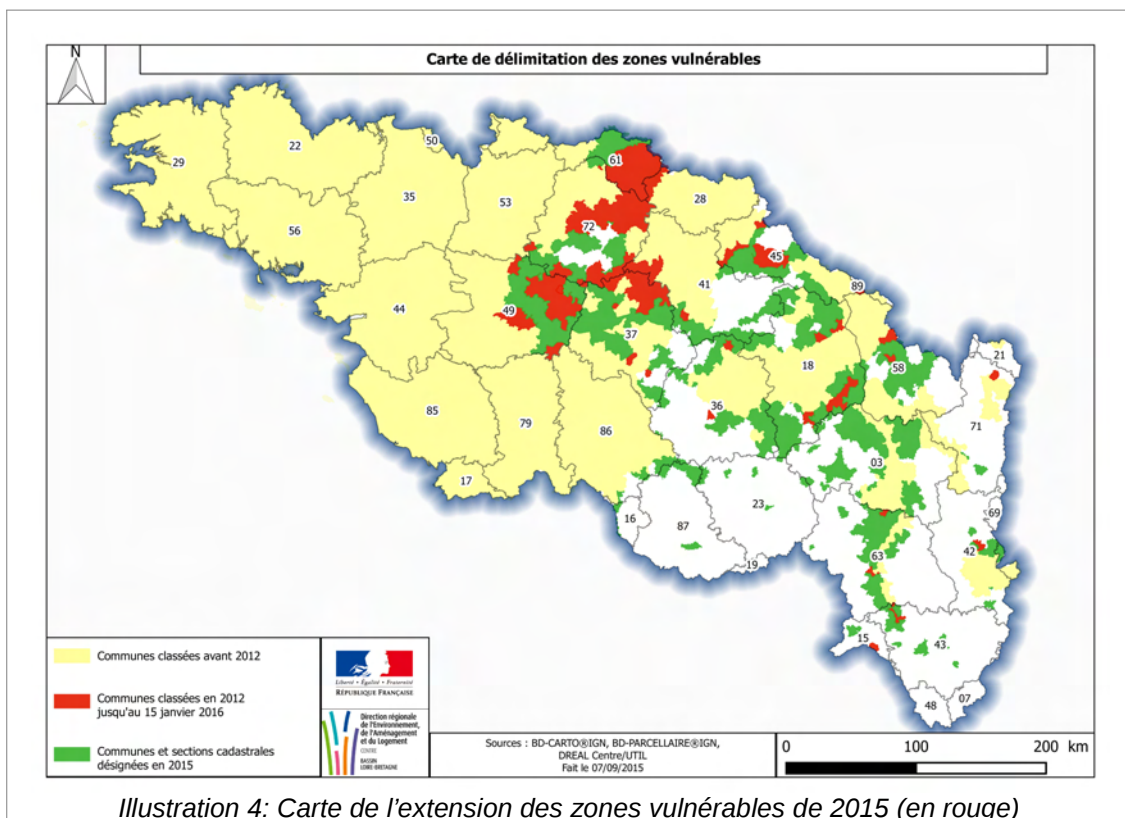 N
Carte de délimitation des zones vulnérables
50
22
61
29
35
53
28
56
72
45
41
89
44
49
37
21
18
58
36
85
79
86
71
03
17
23
69
16
87
42
63
19
15
43
48
07
Communes classées avant 2012
Communes classées en 2012
jusqu'au 15 janvier 2016
Communes et sections cadastrales
désignées en 2015
Liberté • Égalité • Fraternité
RÉPUBLIQUE FRANÇAISE
Direction régionale
de l'Environnement,
de l'Aménagement
et du Logement
CENTRE
BASSIN
LOIRE-BRETAGNE
Sources : BD-CARTO®IGN, BD-PARCELLAIRE®IGN,
DREAL Centre/UTIL
Fait le 07/09/2015
0 100 200 km
Illustration 4: Carte de l'extension des zones vulnérables de 2015 (en rouge)